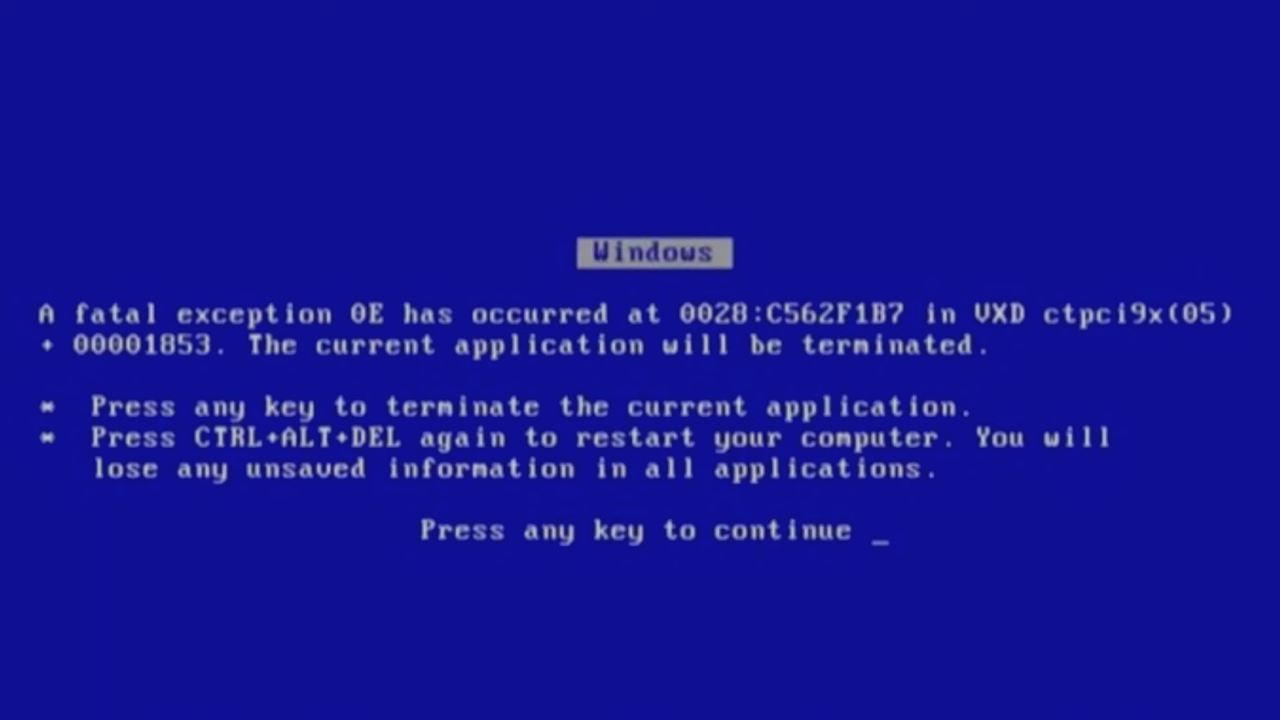 Windows
A fatal exception 0E has occurred at 0028:C562F1B7 in VXD ctpci9x(05)
+ 00001853. The current application will be terminated.
* Press any key to terminate the current application.
* Press CTRL+ALT+DEL again to restart your computer. You will
lose any unsaved information in all applications.
Press any key to continue _